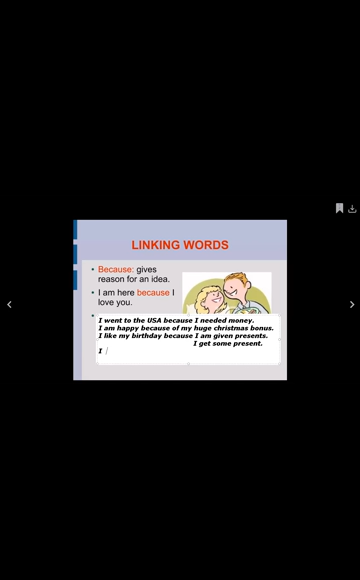 LINKING WORDS
Because: gives
reason for an idea.
I am here because I
love you.
I went to the USA because I needed money.
I am happy because of my huge christmas bonus.
I like my birthday because I am given presents.
I get some present.
I